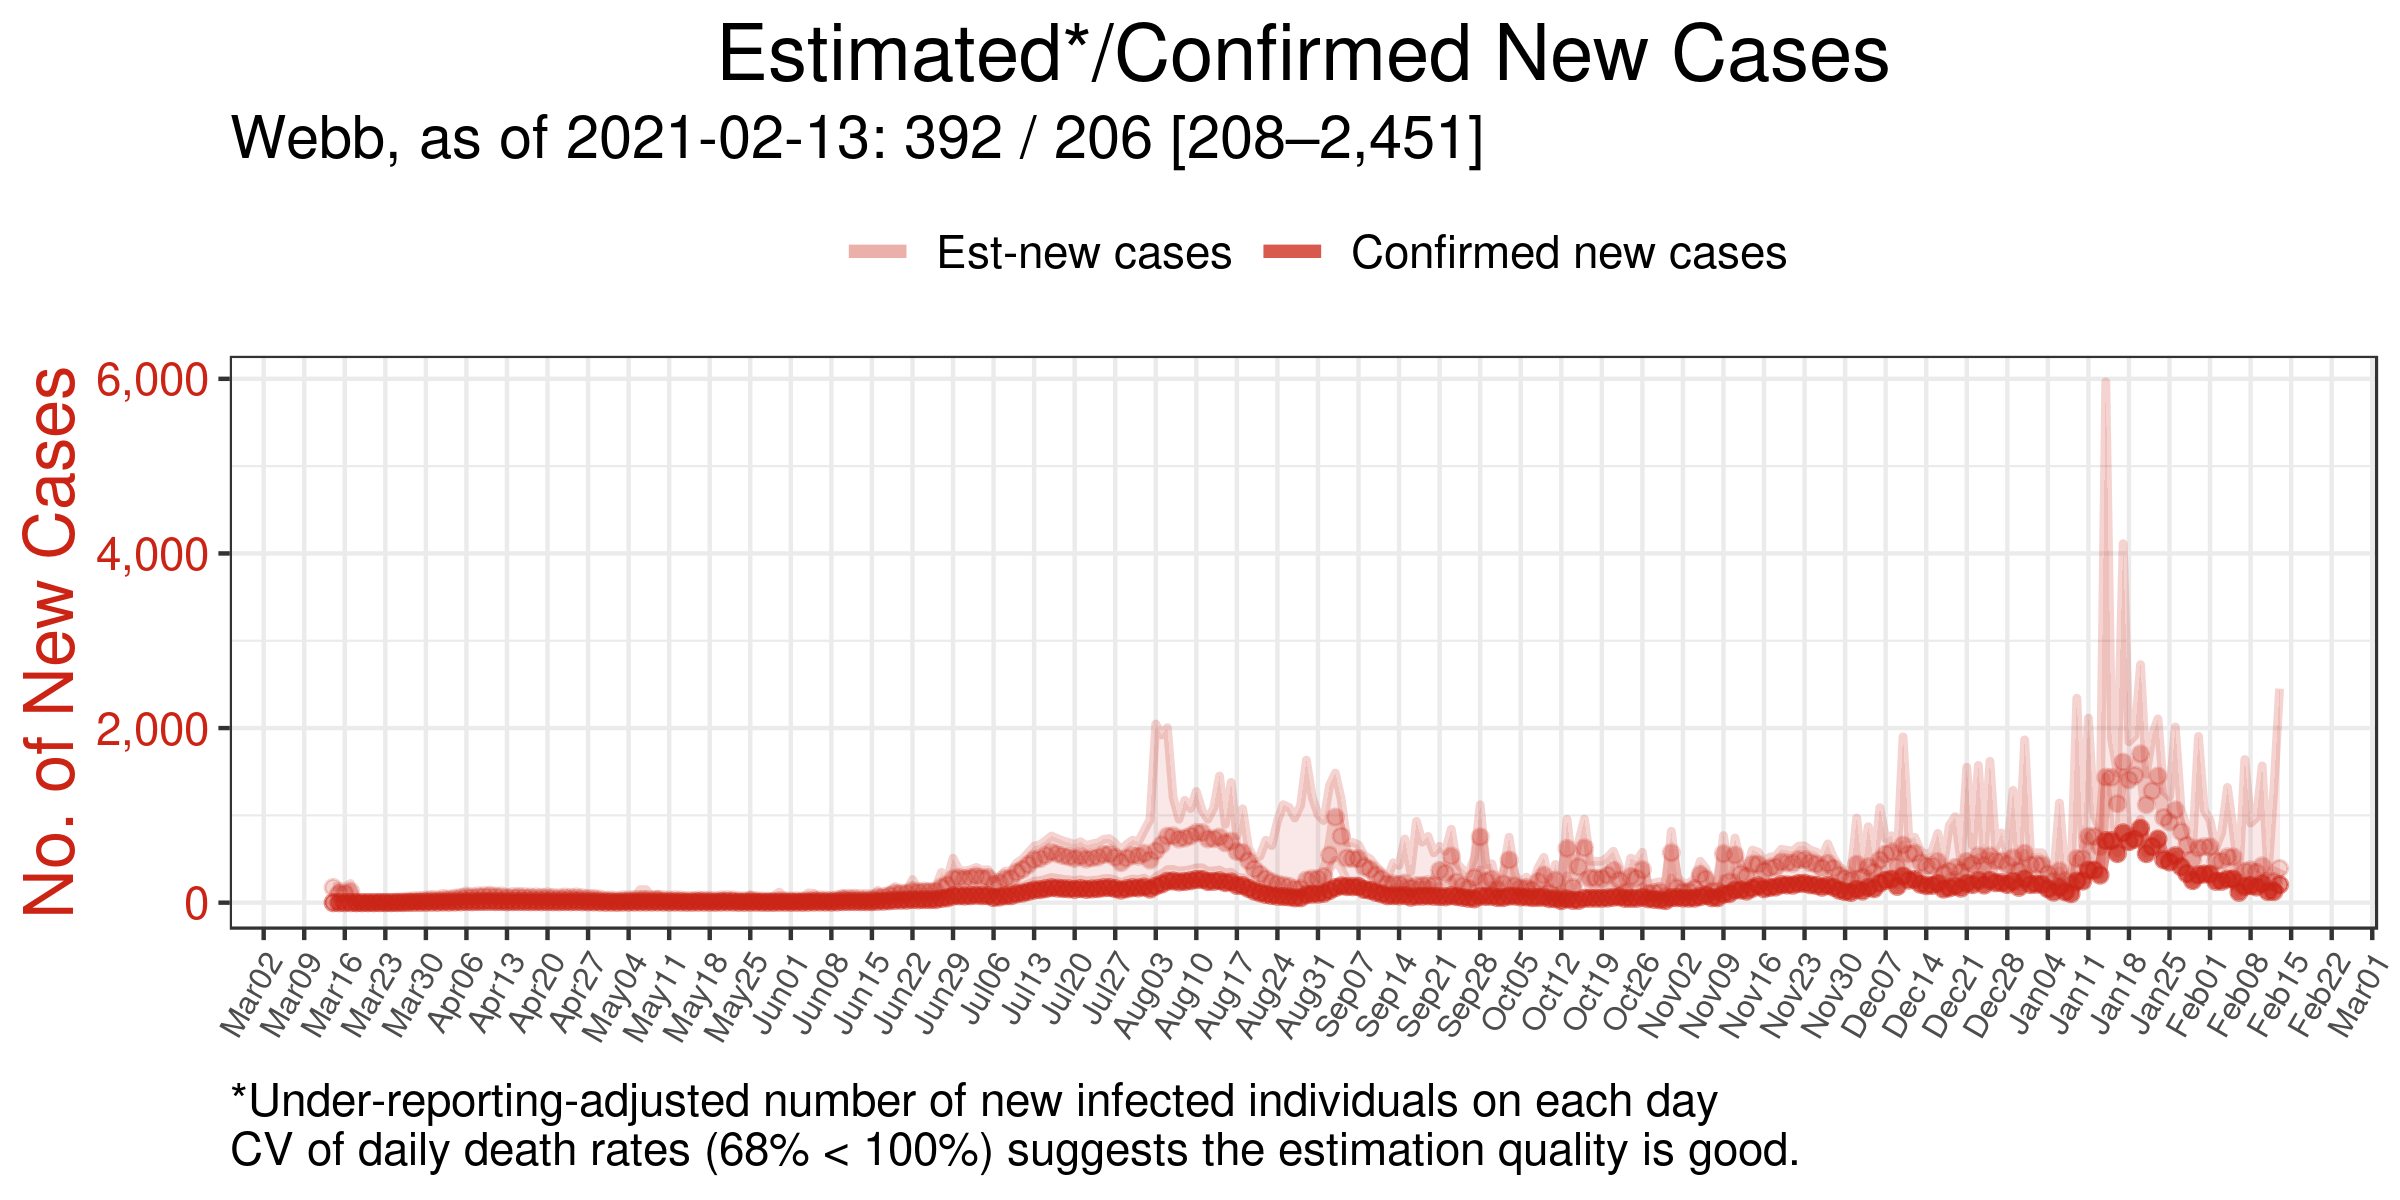 Estimated*/Confirmed New Cases
Webb, as of 2021-02-13: 392 / 206 [208–2,451]
Est-new cases Confirmed new cases
No. of New Cases
6,000
4,000
2,000
0
Mar02 Mar09 Mar16 Mar23 Mar30 Apr06 Apr13 Apr20 Apr27 May04 May11 May18 May25 Jun01 Jun08 Jun15 Jun22 Jun29 Jul06 Jul13 Jul20 Jul27 Aug03 Aug10 Aug17 Aug24 Aug31 Sep07 Sep14 Sep21 Sep28 Oct05 Oct12 Oct19 Oct26 Nov02 Nov09 Nov16 Nov23 Nov30 Dec07 Dec14 Dec21 Dec28 Jan04 Jan11 Jan18 Jan25 Feb01 Feb08 Feb15 Feb22 Mar01
*Under-reporting-adjusted number of new infected individuals on each day
CV of daily death rates (68% < 100%) suggests the estimation quality is good.